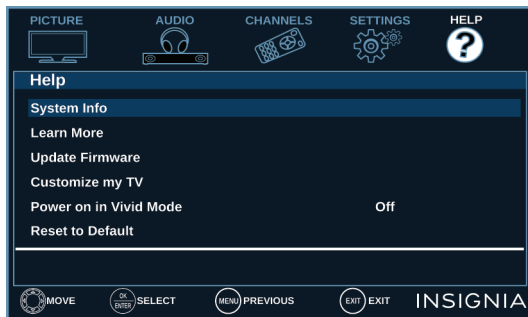 PICTURE AUDIO CHANNELS SETTINGS HELP
?
Help
System Info
Learn More
Update Firmware
Customize my TV
Power on in Vivid Mode Off
Reset to Default
MOVE OK ENTER SELECT MENU PREVIOUS EXIT EXIT INSIGNIA